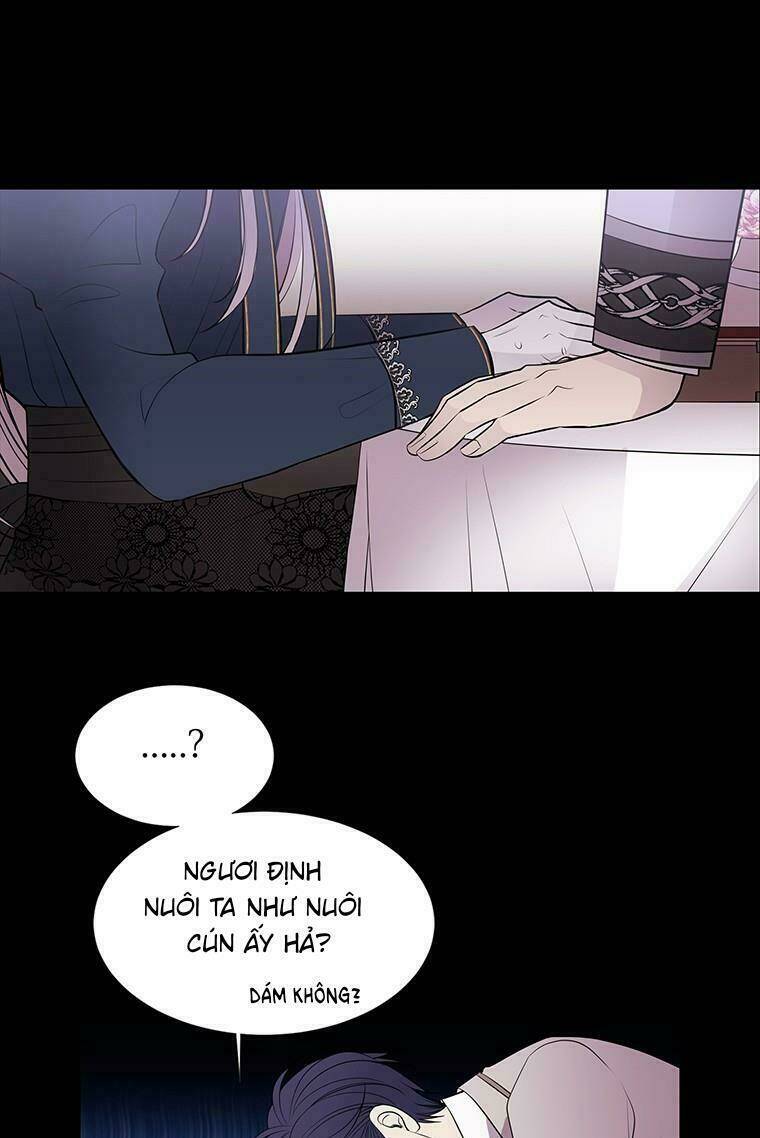 .....?
NGƯƠI ĐỊNH
NUÔI TA NHƯ NUÔI
CÚN ẤY HẢ?
DÁM KHÔNG?